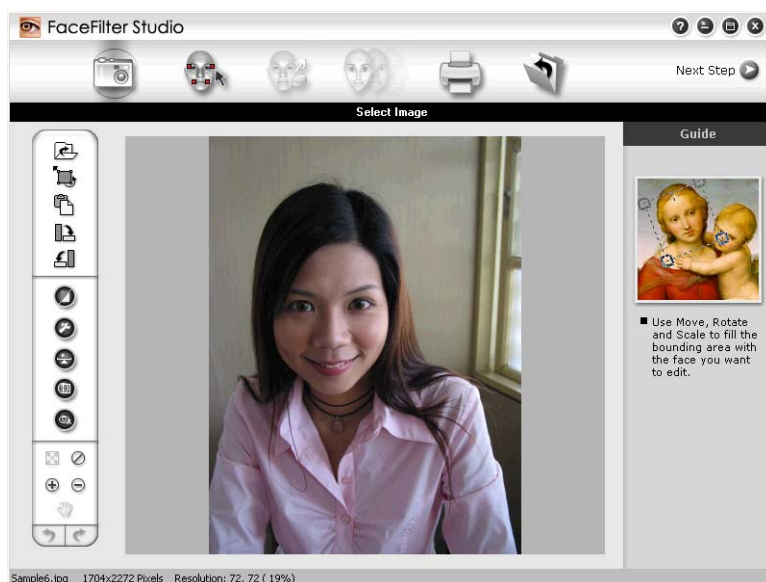 FaceFilter Studio
Next Step
Select Image
Guide
Use Move, Rotate
and Scale to fill the
bounding area with
the face you want
to edit.
Sample6.jpg 1704x2272 Pixels Resolution: 72, 72 ( 19%)